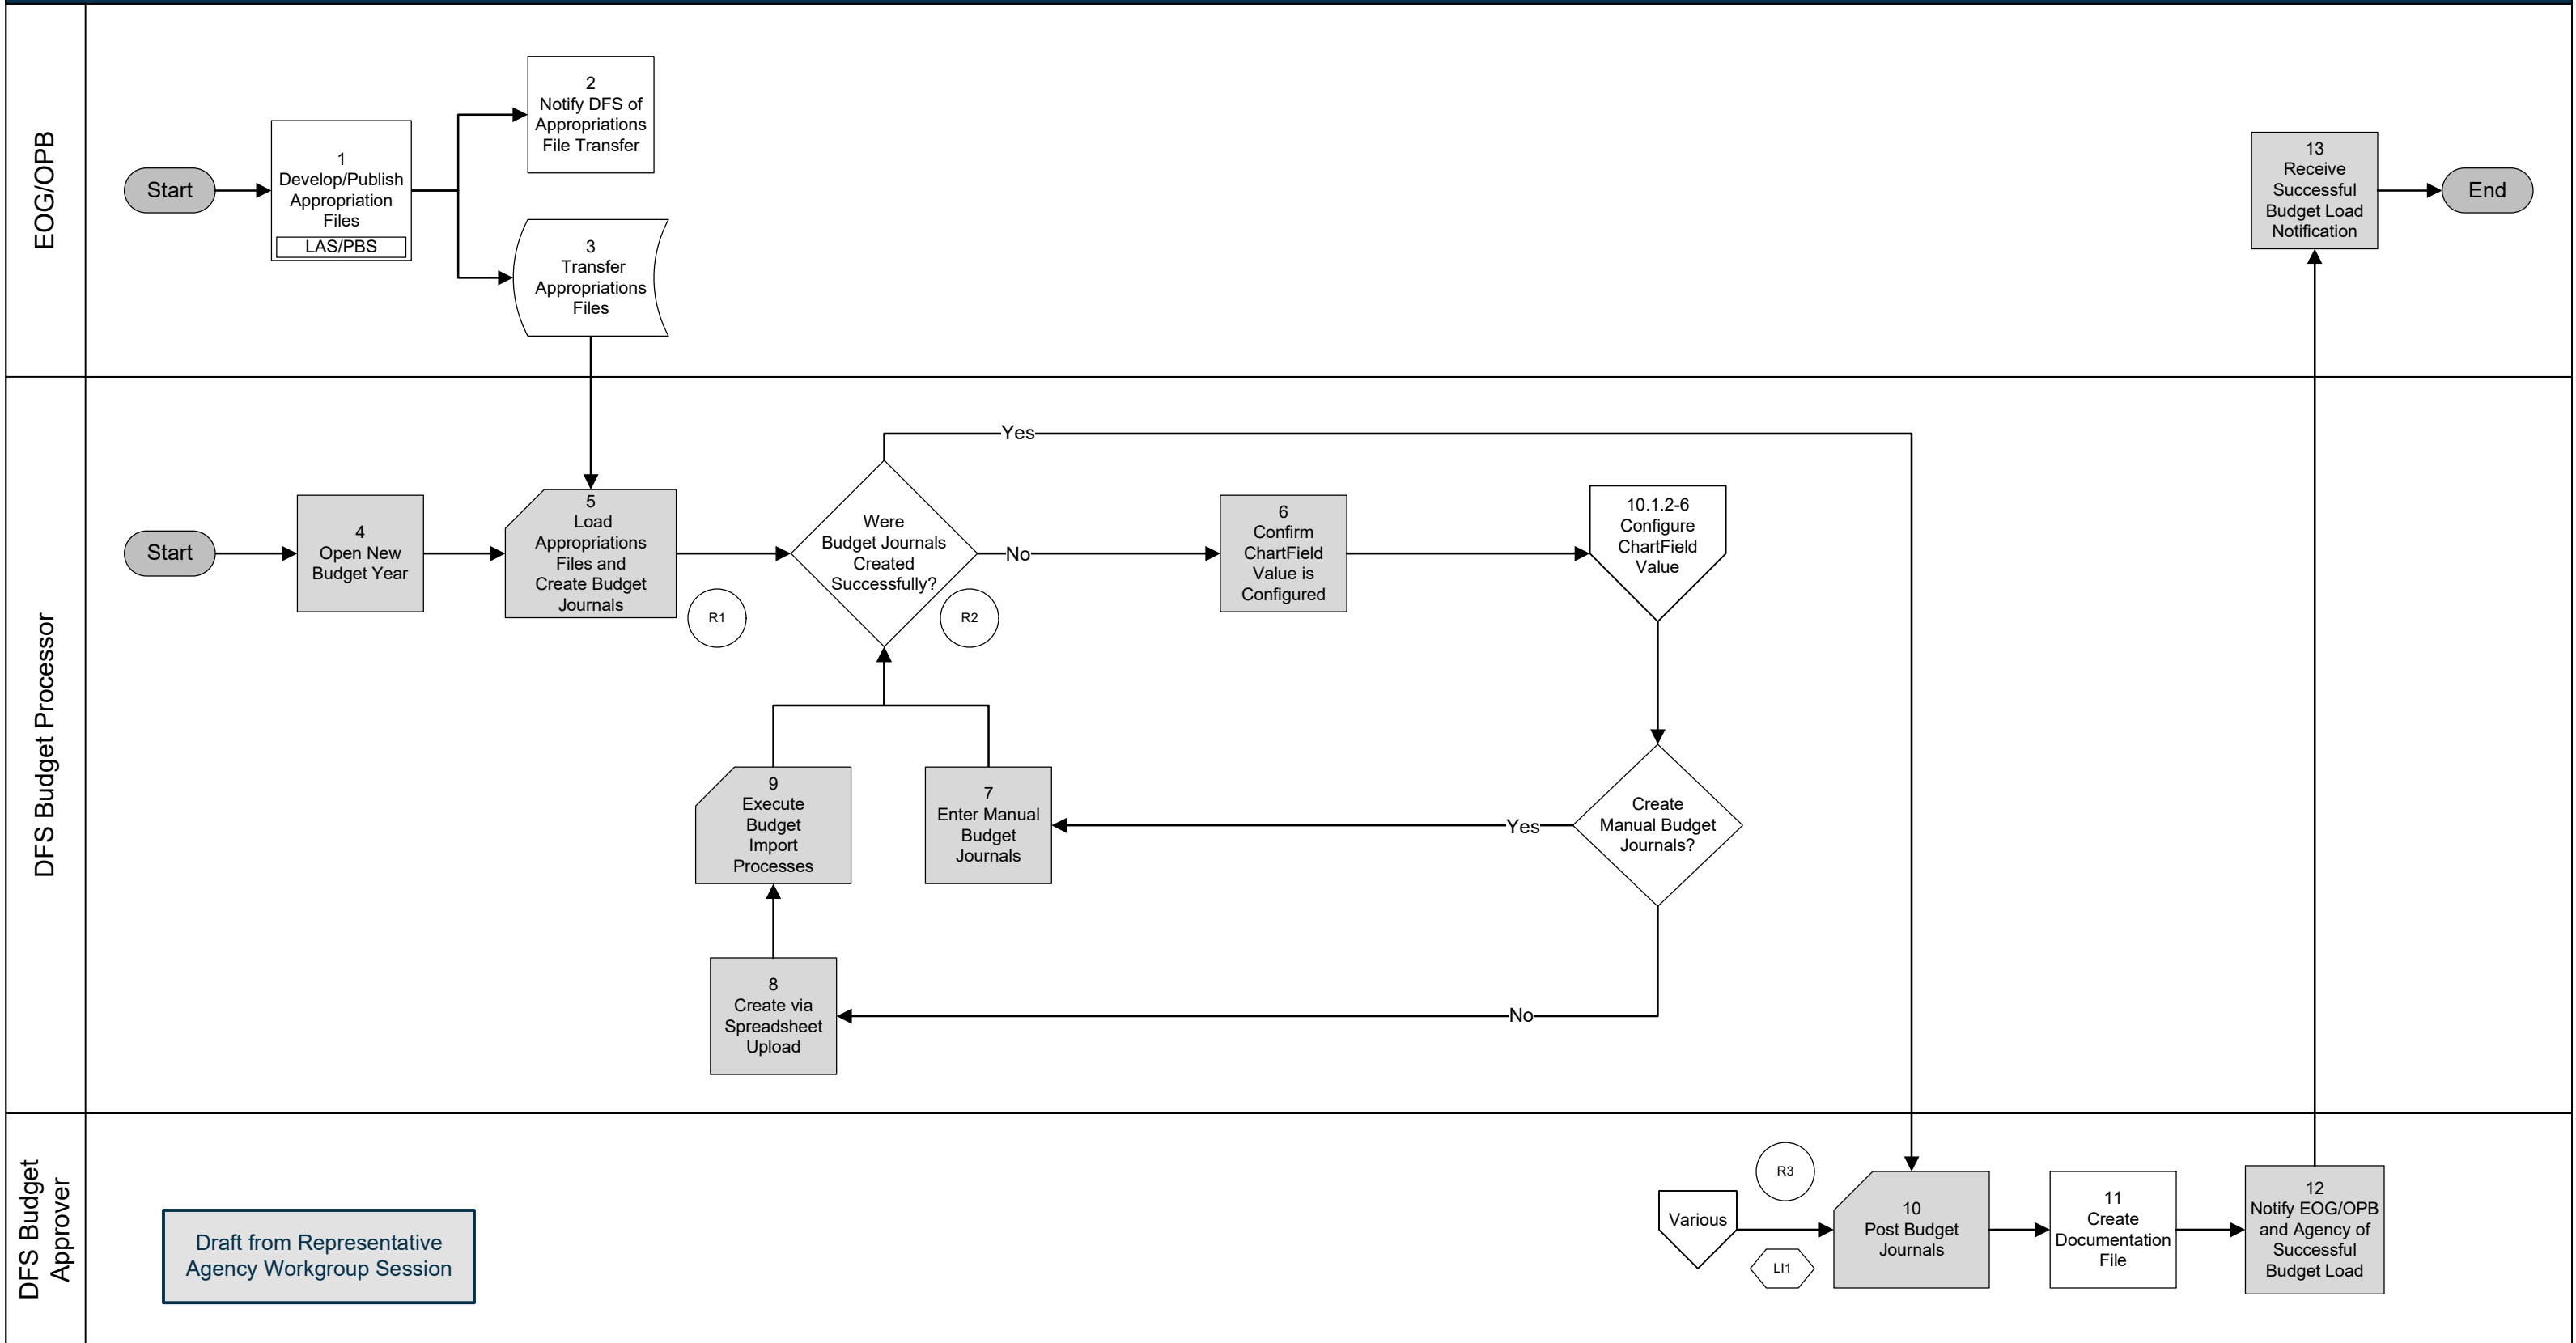 EOG/OPB
Start
1
Develop/Publish
Appropriation
Files
LAS/PBS
2
Notify DFS of
Appropriations
File Transfer
3
Transfer
Appropriations
Files
13
Receive
Successful
Budget Load
Notification
End
DFS Budget Processor
Start
4
Open New
Budget Year
5
Load
Appropriations
Files and
Create Budget
Journals
R1
Were
Budget Journals
Created
Successfully?
R2
Yes
No
6
Confirm
ChartField
Value is
Configured
10.1.2-6
Configure
ChartField
Value
Create
Manual Budget
Journals?
Yes
7
Enter Manual
Budget
Journals
9
Execute
Budget
Import
Processes
No
8
Create via
Spreadsheet
Upload
DFS Budget
Approver
Draft from Representative
Agency Workgroup Session
Various
R3
LI1
10
Post Budget
Journals
11
Create
Documentation
File
12
Notify EOG/OPB
and Agency of
Successful
Budget Load